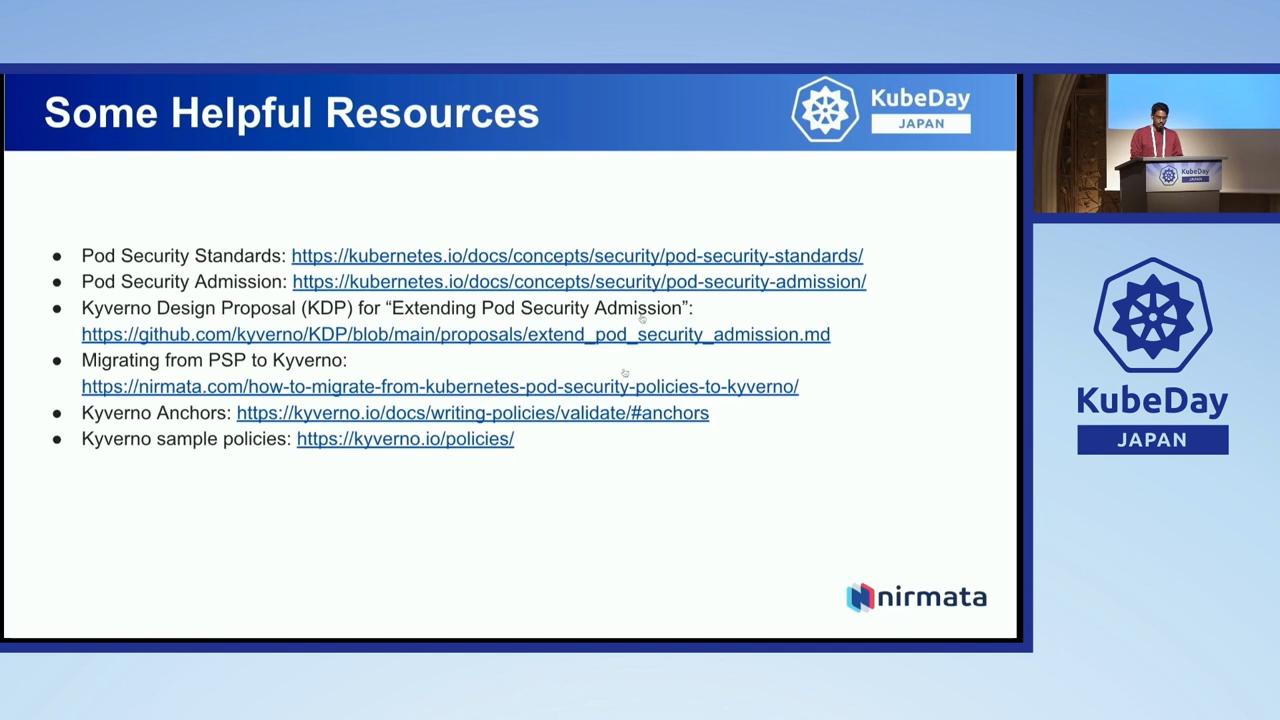 Some Helpful Resources
KubeDay
JAPAN
● Pod Security Standards: https://kubernetes.io/docs/concepts/security/pod-security-standards/
● Pod Security Admission: https://kubernetes.io/docs/concepts/security/pod-security-admission/
● Kyverno Design Proposal (KDP) for “Extending Pod Security Admission”:
https://github.com/kyverno/KDP/blob/main/proposals/extend_pod_security_admission.md
● Migrating from PSP to Kyverno:
https://nirmata.com/how-to-migrate-from-kubernetes-pod-security-policies-to-kyverno/
● Kyverno Anchors: https://kyverno.io/docs/writing-policies/validate/#anchors
● Kyverno sample policies: https://kyverno.io/policies/
nirmata
KubeDay
JAPAN
KubeDay
JAPAN